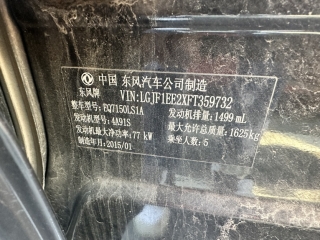 中国 东风汽车公司制造
东风牌 VIN:LGJF1EE2XFT359732
整车型号:EQ7150LS1A 发动机排量:1499 mL
发动机型号:4A91S 最大允许总质量:1625kg
发动机最大净功率:77 kW 乘坐人数:5
制造年月:2015/01